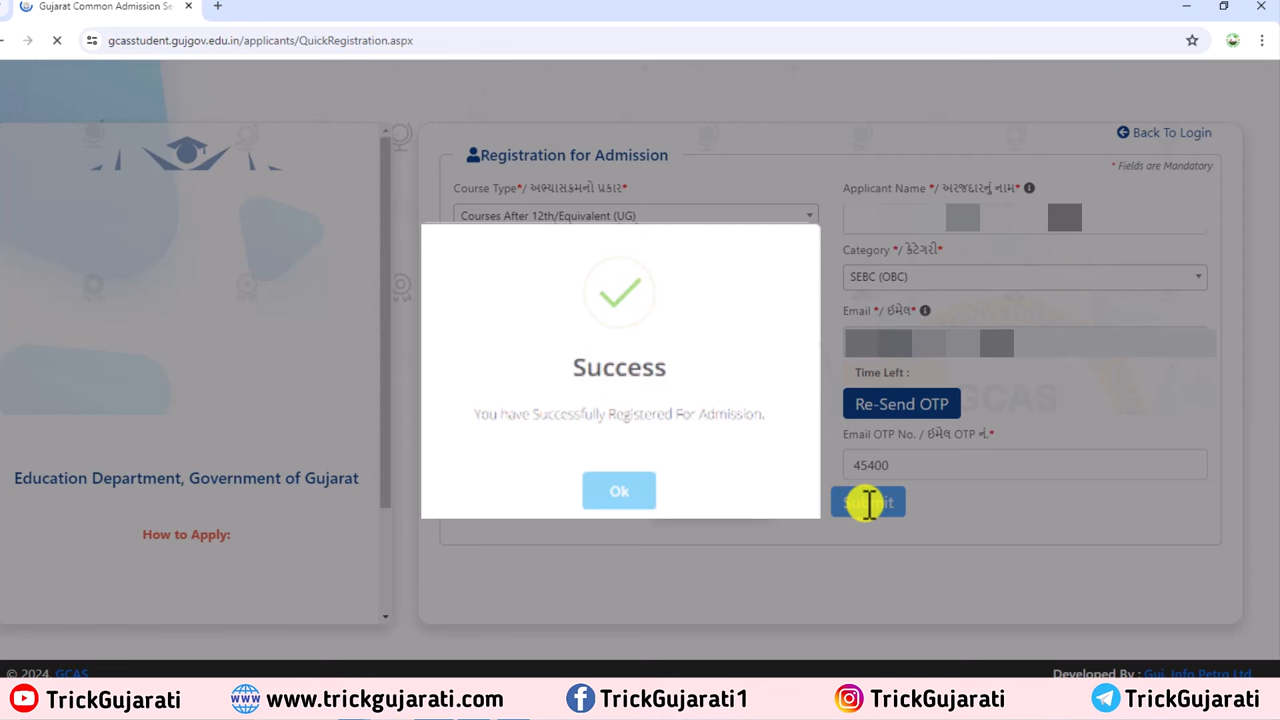 Gujarat Common Admission Se
gcasstudent.gujgov.edu.in/applicants/QuickRegistration.aspx
Back To Login
Registration for Admission
* Fields are Mandatory
Course Type*/ અભ્યાસક્રમનો પ્રકાર*
Applicant Name */ અરજદારનું નામ*
Courses After 12th/Equivalent (UG)
Category */ કેટેગરી*
SEBC (OBC)
Email */ ઈમેલ*
Success
Time Left :
Re-Send OTP
GCAS
You have Successfully Registered For Admission.
Email OTP No. / ઈમેલ OTP નં.*
45400
Education Department, Government of Gujarat
Ok
Submit
How to Apply:
© 2024, GCAS
Developed By : Guj. Info Petro Ltd.
TrickGujarati
www.trickgujarati.com
TrickGujarati1
TrickGujarati
TrickGujarati